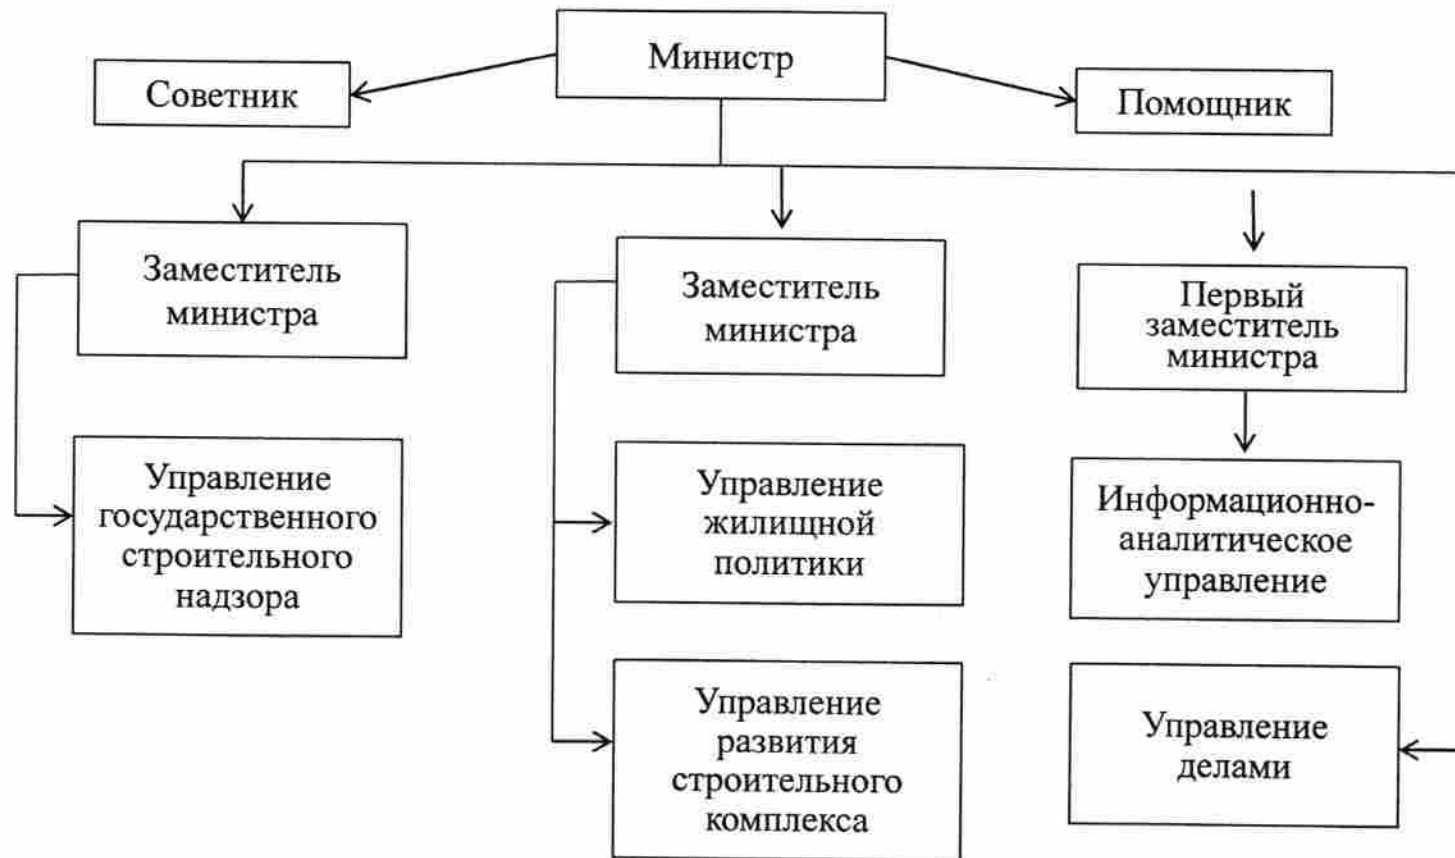 Министр
Советник
Помощник
Заместитель
министра
Заместитель
министра
Первый
заместитель
министра
Управление
государственного
строительного
надзора
Управление
жилищной
политики
Информационно-
аналитическое
управление
Управление
развития
строительного
комплекса
Управление
делами